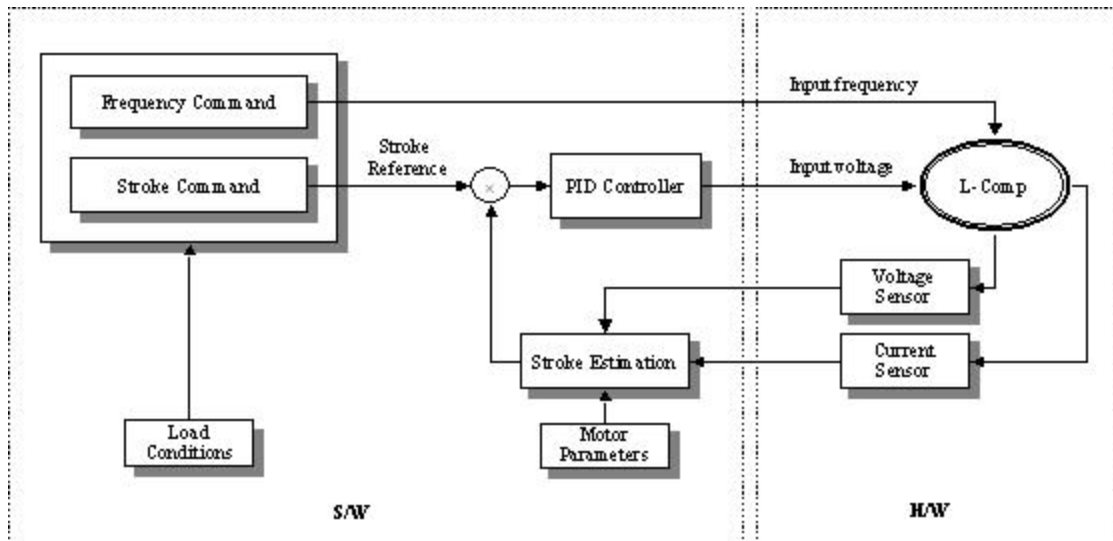 Frequency Command
Input frequency
Stroke
Reference
Stroke Command
×
PID Controller
Input voltage
L-Comp
Voltage
Sensor
Stroke Estimation
Current
Sensor
Load
Conditions
Motor
Parameters
S/W
H/W